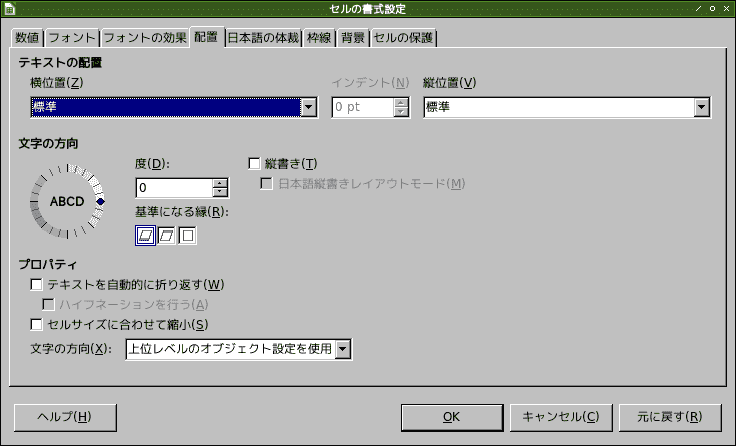 セルの書式設定
数値 フォント フォントの効果 配置 日本語の体裁 枠線 背景 セルの保護
テキストの配置
横位置(Z) インデント(N) 縦位置(V)
標準 0 pt 標準
文字の方向
ABCD
度(D): 縦書き(T)
0 日本語縦書きレイアウトモード(M)
基準になる縁(R):
プロパティ
テキストを自動的に折り返す(W)
ハイフネーションを行う(A)
セルサイズに合わせて縮小(S)
文字の方向(X): 上位レベルのオブジェクト設定を使用
ヘルプ(H) OK キャンセル(C) 元に戻す(R)